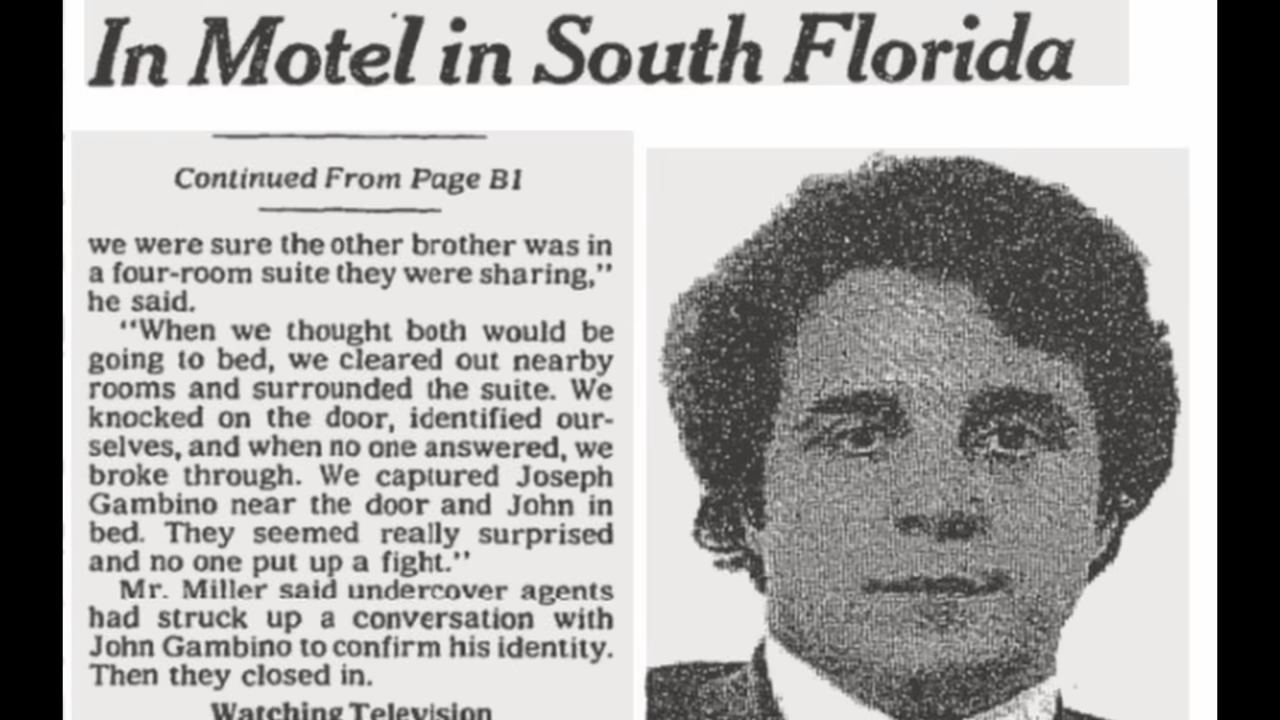 In Motel in South Florida
Continued From Page B1
we were sure the other brother was in
a four-room suite they were sharing,”
he said.
“When we thought both would be
going to bed, we cleared out nearby
rooms and surrounded the suite. We
knocked on the door, identified our-
selves, and when no one answered, we
broke through. We captured Joseph
Gambino near the door and John in
bed. They seemed really surprised
and no one put up a fight.”
Mr. Miller said undercover agents
had struck up a conversation with
John Gambino to confirm his identity.
Then they closed in.
Watching Television